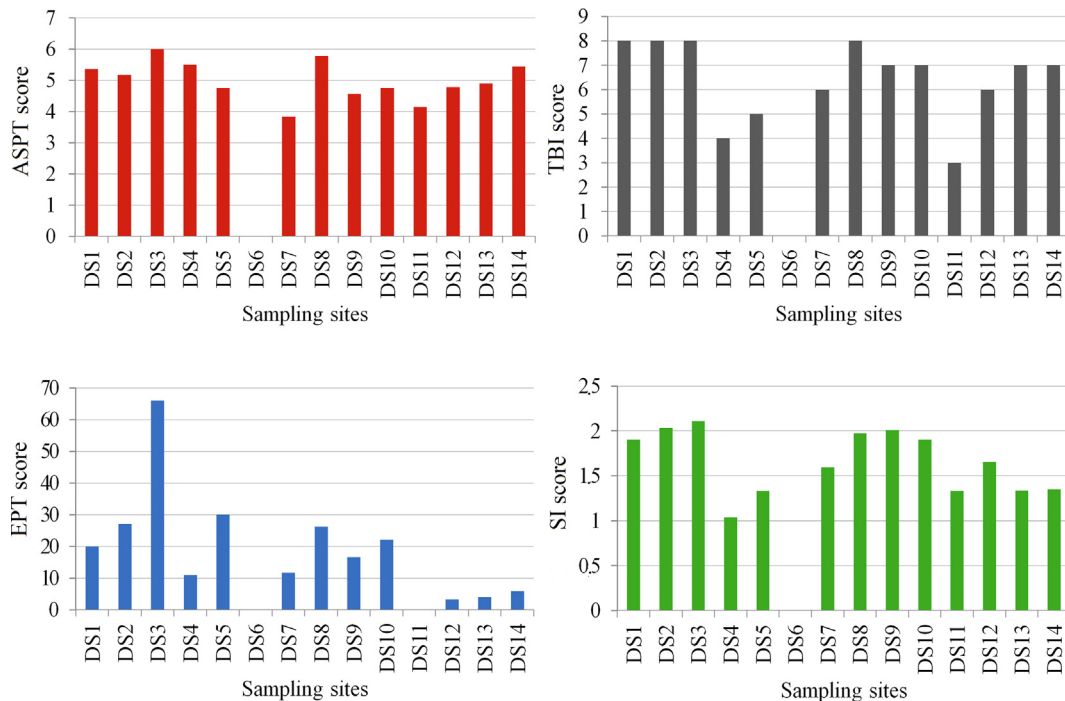 7
6
5
4
3
2
1
0
ASPT score
DS1 DS2 DS3 DS4 DS5 DS6 DS7 DS8 DS9 DS10 DS11 DS12 DS13 DS14
Sampling sites
9
8
7
6
5
4
3
2
1
0
TBI score
DS1 DS2 DS3 DS4 DS5 DS6 DS7 DS8 DS9 DS10 DS11 DS12 DS13 DS14
Sampling sites
70
60
50
40
30
20
10
0
EPT score
DS1 DS2 DS3 DS4 DS5 DS6 DS7 DS8 DS9 DS10 DS11 DS12 DS13 DS14
Sampling sites
2,5
2
1,5
1
0,5
0
SI score
DS1 DS2 DS3 DS4 DS5 DS6 DS7 DS8 DS9 DS10 DS11 DS12 DS13 DS14
Sampling sites